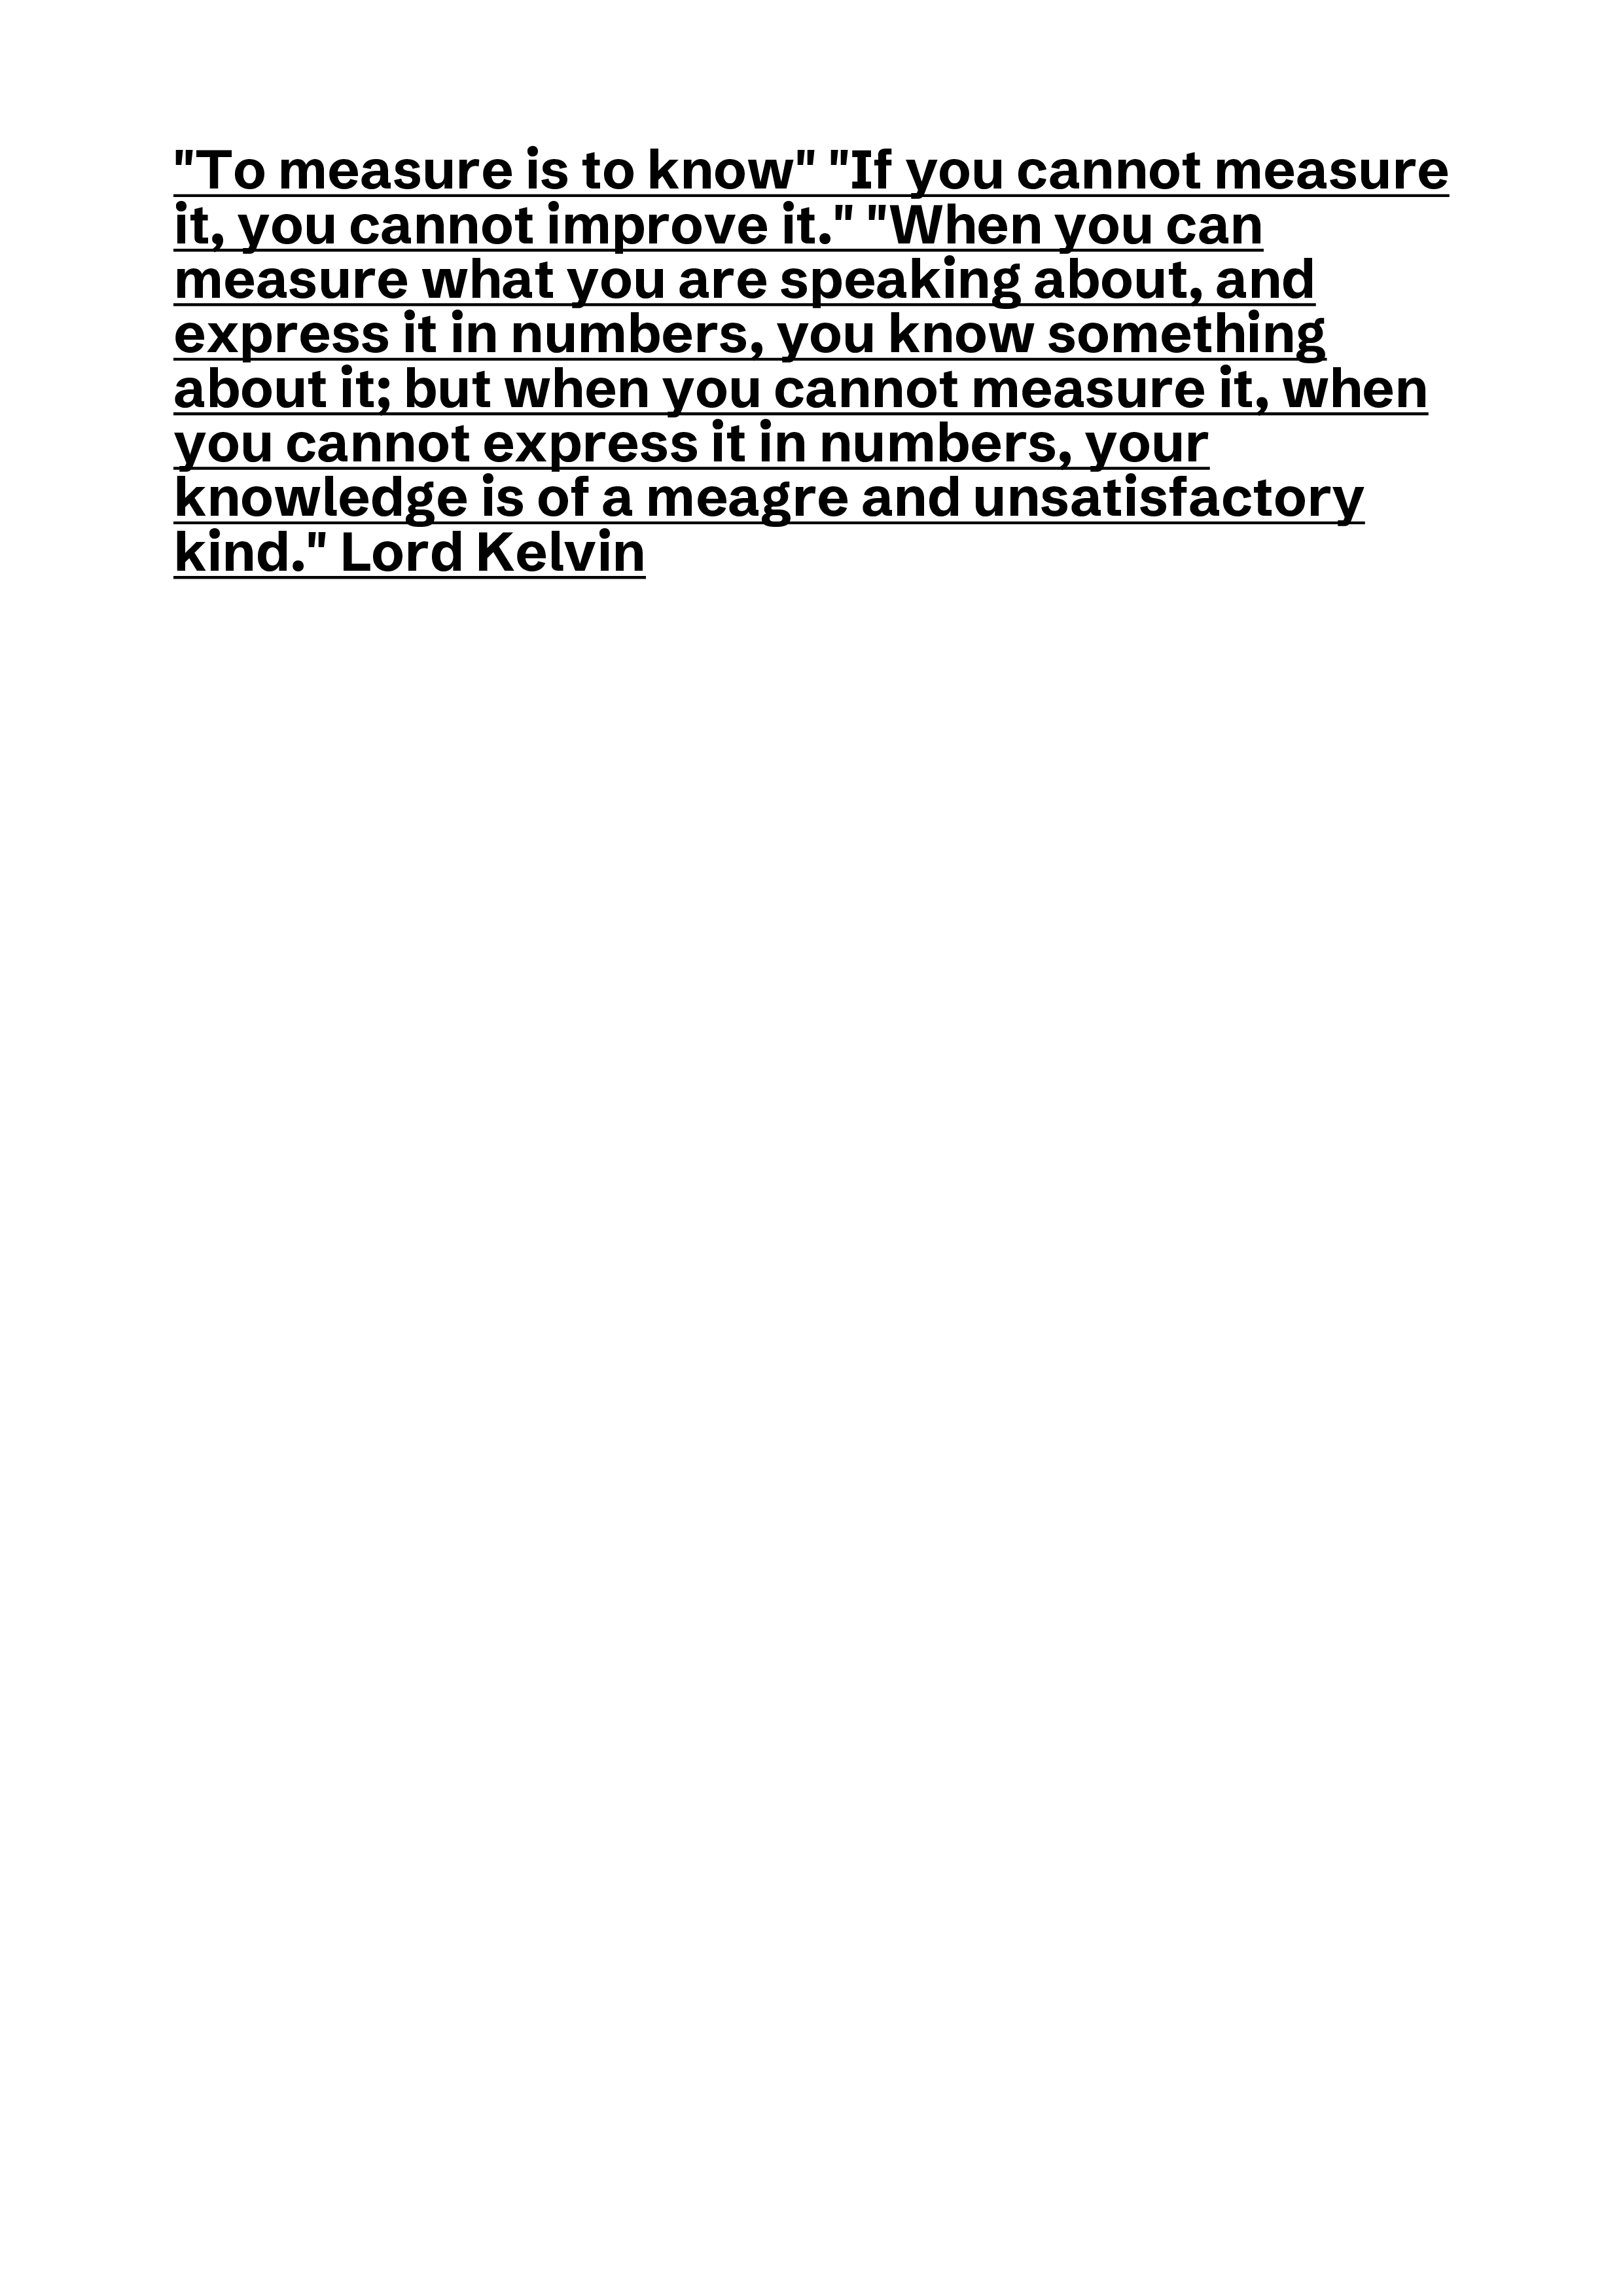 "To measure is to know" "If you cannot measure
it, you cannot improve it." "When you can
measure what you are speaking about, and
express it in numbers, you know something
about it; but when you cannot measure it, when
you cannot express it in numbers, your
knowledge is of a meagre and unsatisfactory
kind." Lord Kelvin